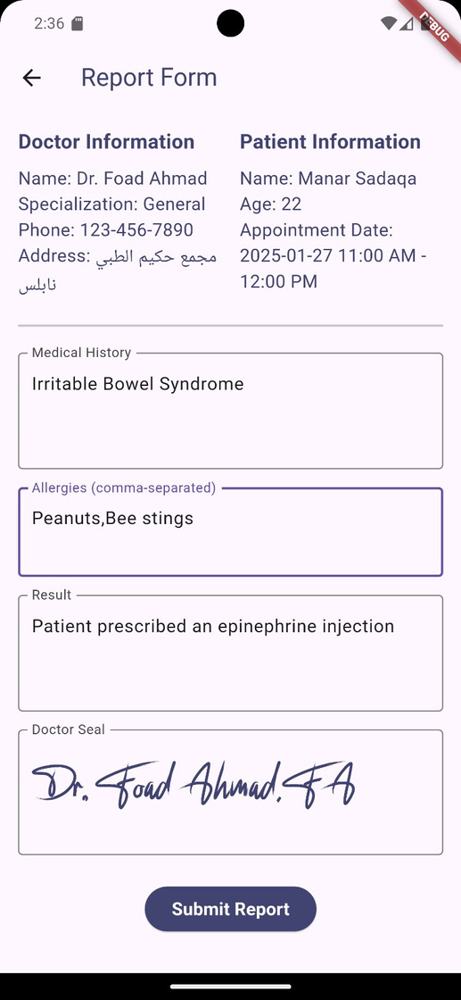 2:36
DEBUG
Report Form
Doctor Information
Name: Dr. Foad Ahmad
Specialization: General
Phone: 123-456-7890
Address: مجمع حكيم الطبي
نابلس
Patient Information
Name: Manar Sadaqa
Age: 22
Appointment Date:
2025-01-27 11:00 AM -
12:00 PM
Medical History
Irritable Bowel Syndrome
Allergies (comma-separated)
Peanuts,Bee stings
Result
Patient prescribed an epinephrine injection
Doctor Seal
Dr. Foad Ahmad.FA
Submit Report